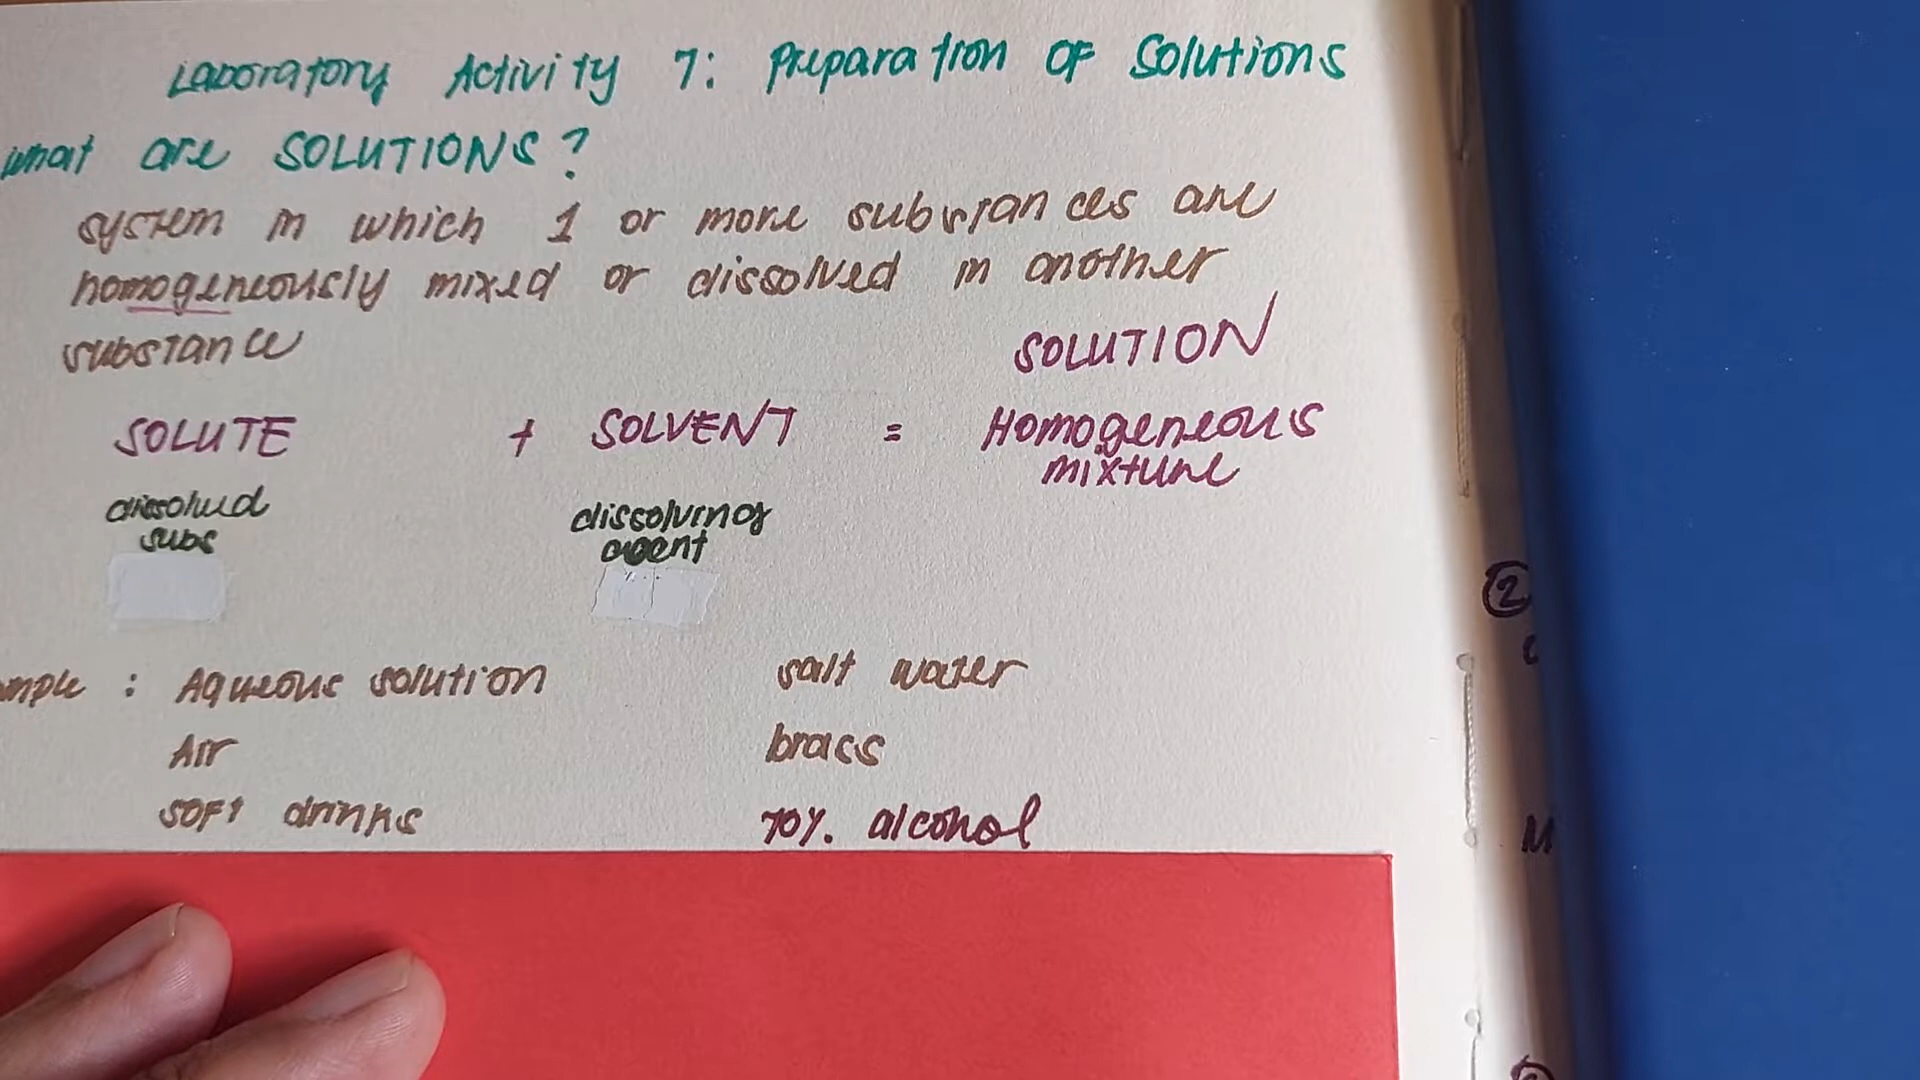 Laboratory Activity 7: Preparation of Solutions
What are SOLUTIONS?
system in which 1 or more substances are
homogeneously mixed or dissolved in another
substance
SOLUTION
SOLUTE + SOLVENT = Homogeneous
mixture
dissolved
subs
dissolving
agent
mple : Aqueous solution
salt water
Air
brass
soft drinks
70% alcohol
②
M